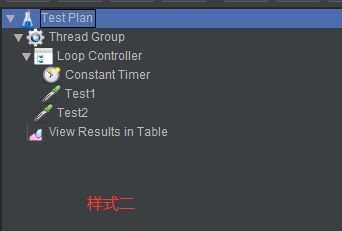 Test Plan
Thread Group
Loop Controller
Constant Timer
Test1
Test2
View Results in Table
样式二